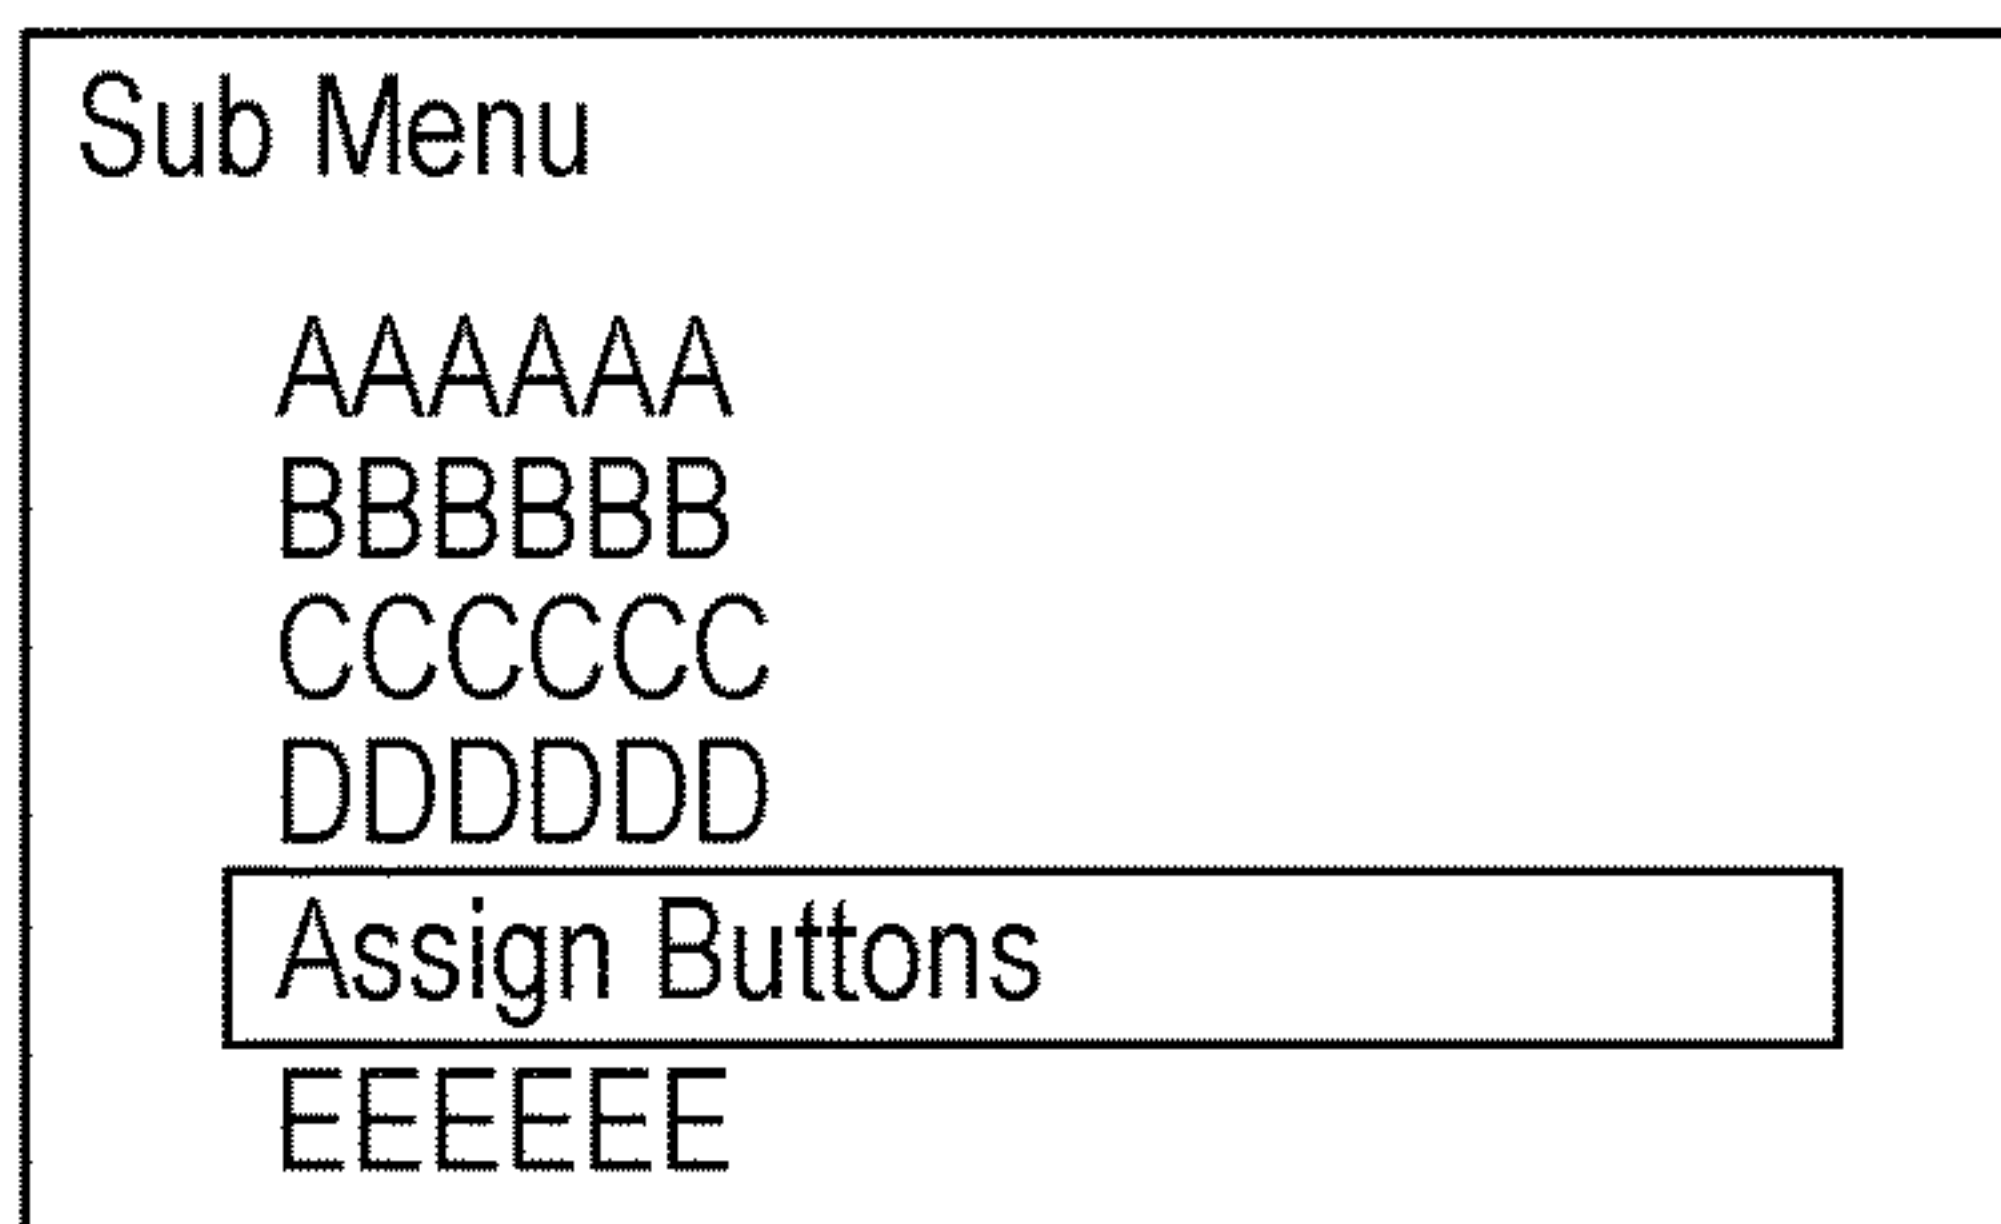 Sub Menu
AAAAAA
BBBBBB
CCCCCC
DDDDDD
Assign Buttons
EEEEEE